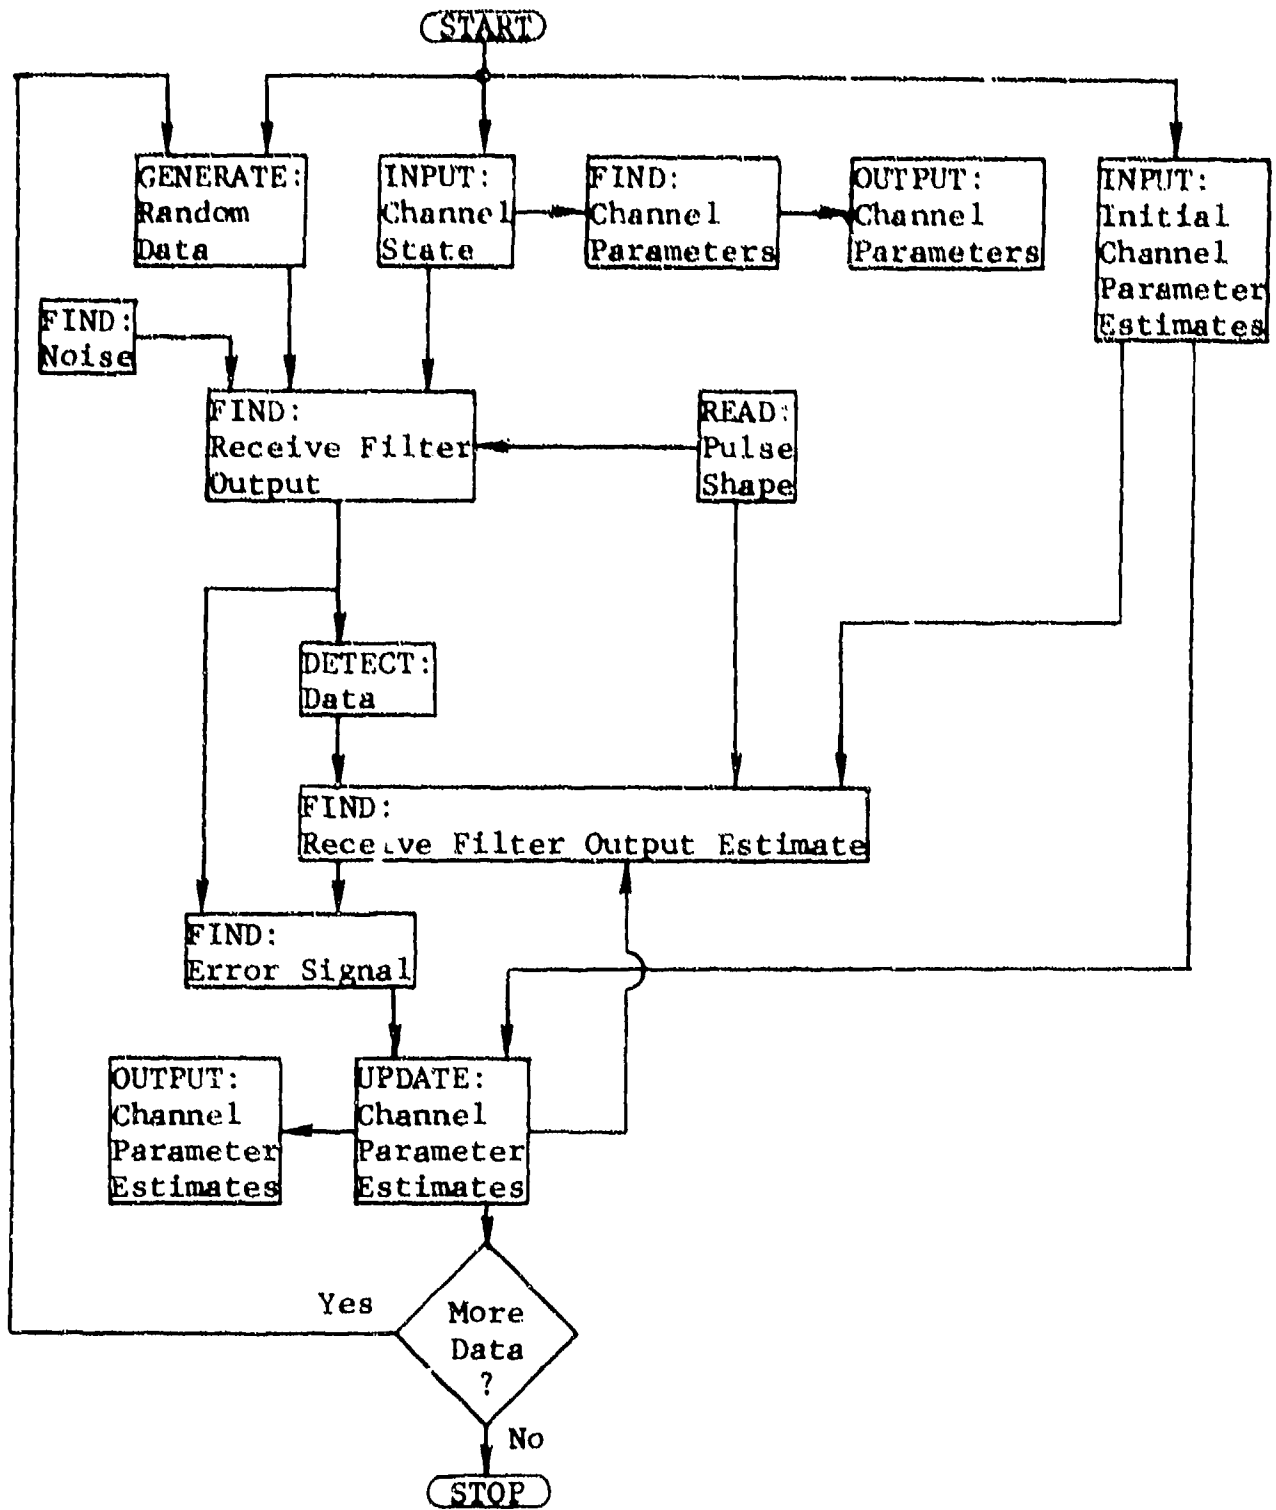 START
GENERATE:
Random
Data
INPUT:
Channel
State
FIND:
Channel
Parameters
OUTPUT:
Channel
Parameters
INPUT:
Initial
Channel
Parameter
Estimates
FIND:
Noise
FIND:
Receive Filter
Output
READ:
Pulse
Shape
DETECT:
Data
FIND:
Receive Filter Output Estimate
FIND:
Error Signal
OUTPUT:
Channel
Parameter
Estimates
UPDATE:
Channel
Parameter
Estimates
Yes
More
Data
?
No
STOP